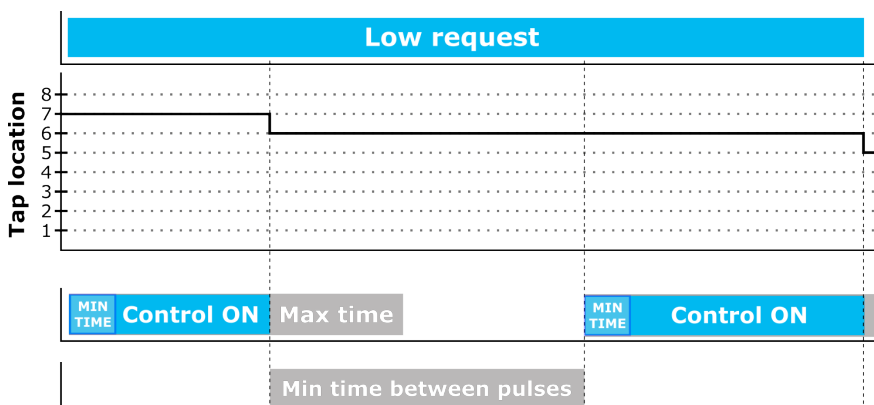 Low request
Tap location
8
7
6
5
4
3
2
1
MIN
TIME
Control ON
Max time
MIN
TIME
Control ON
Min time between pulses